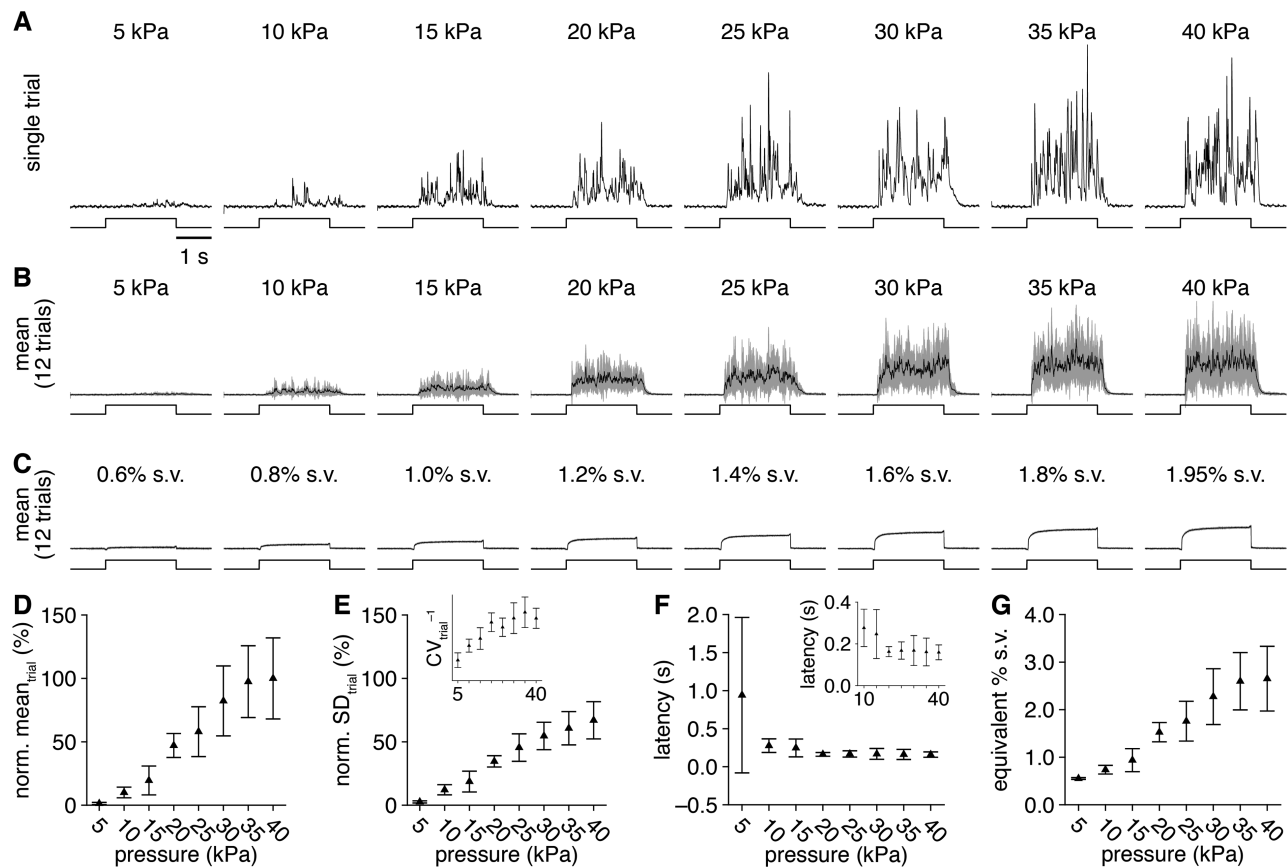 A
5 kPa 10 kPa 15 kPa 20 kPa 25 kPa 30 kPa 35 kPa 40 kPa
single trial
1 s
B
5 kPa 10 kPa 15 kPa 20 kPa 25 kPa 30 kPa 35 kPa 40 kPa
mean
(12 trials)
C
0.6% s.v. 0.8% s.v. 1.0% s.v. 1.2% s.v. 1.4% s.v. 1.6% s.v. 1.8% s.v. 1.95% s.v.
mean
(12 trials)
D
norm. mean trial (%)
150
100
50
0
5 10 15 20 25 30 35 40
pressure (kPa)
E
norm. SD trial (%)
150
100
50
0
5 10 15 20 25 30 35 40
pressure (kPa)
CV trial −1
5 40
F
latency (s)
2.0
1.5
1.0
0.5
0.0
−0.5
5 10 15 20 25 30 35 40
pressure (kPa)
latency (s)
0.4
0.2
0.0
10 40
G
equivalent % s.v.
4.0
3.0
2.0
1.0
0.0
5 10 15 20 25 30 35 40
pressure (kPa)